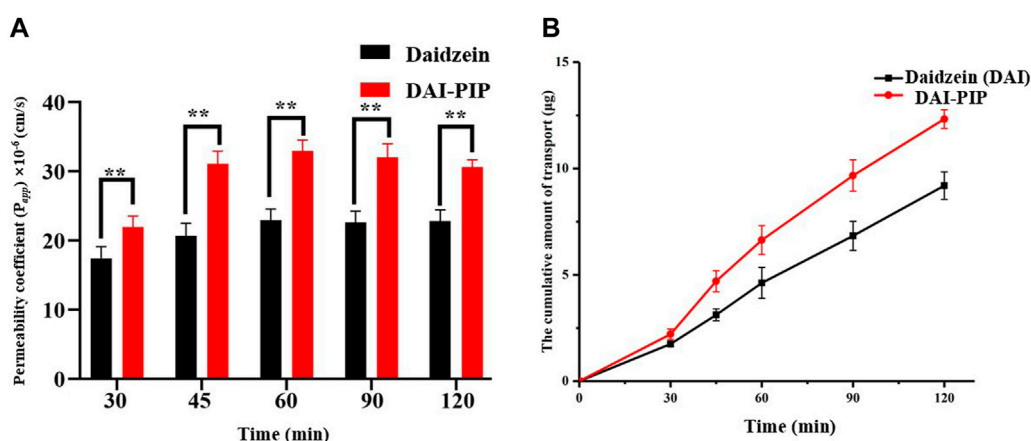 A
Daidzein
DAI-PIP
Permeability coefficient (Papp) ×10⁻⁶ (cm/s)
50
40
30
20
10
0
**
**
**
**
**
30
45
60
90
120
Time (min)
B
Daidzein (DAI)
DAI-PIP
The cumulative amount of transport (μg)
15
10
5
0
0
30
60
90
120
Time (min)